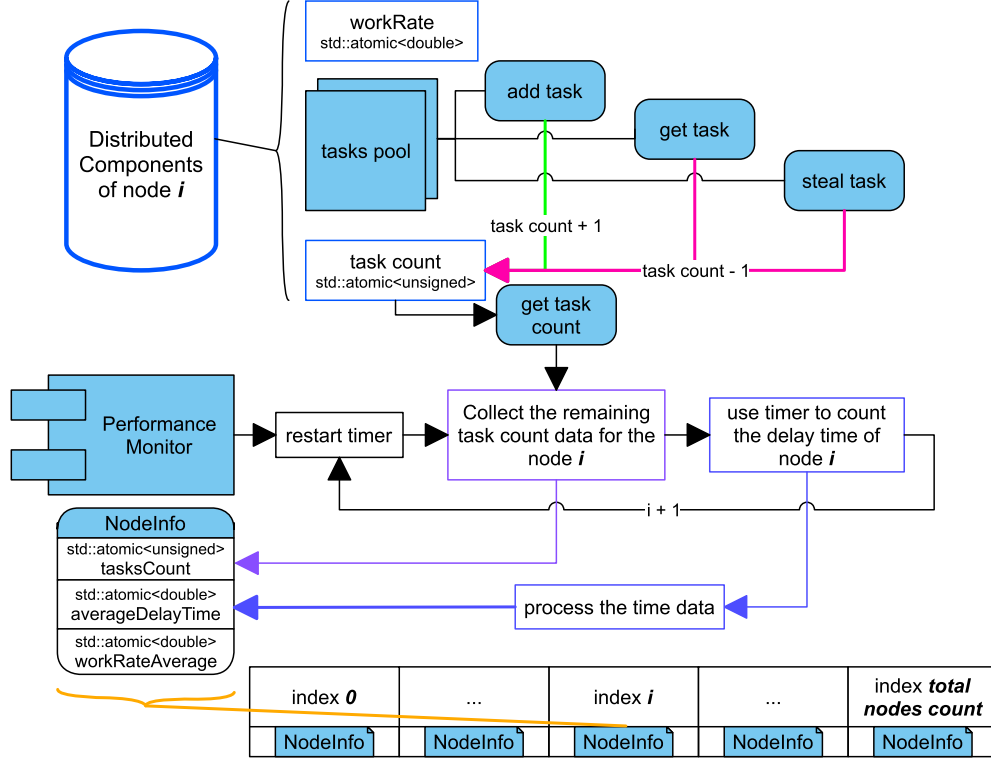 workRate
std::atomic<double>
Distributed
Components
of node i
tasks pool
add task
get task
steal task
task count + 1
task count
std::atomic<unsigned>
task count - 1
get task
count
Performance
Monitor
restart timer
Collect the remaining
task count data for the
node i
use timer to count
the delay time of
node i
i + 1
NodeInfo
std::atomic<unsigned>
tasksCount
std::atomic<double>
averageDelayTime
std::atomic<double>
workRateAverage
process the time data
index 0
...
index i
...
index total
nodes count
NodeInfo
NodeInfo
NodeInfo
NodeInfo
NodeInfo